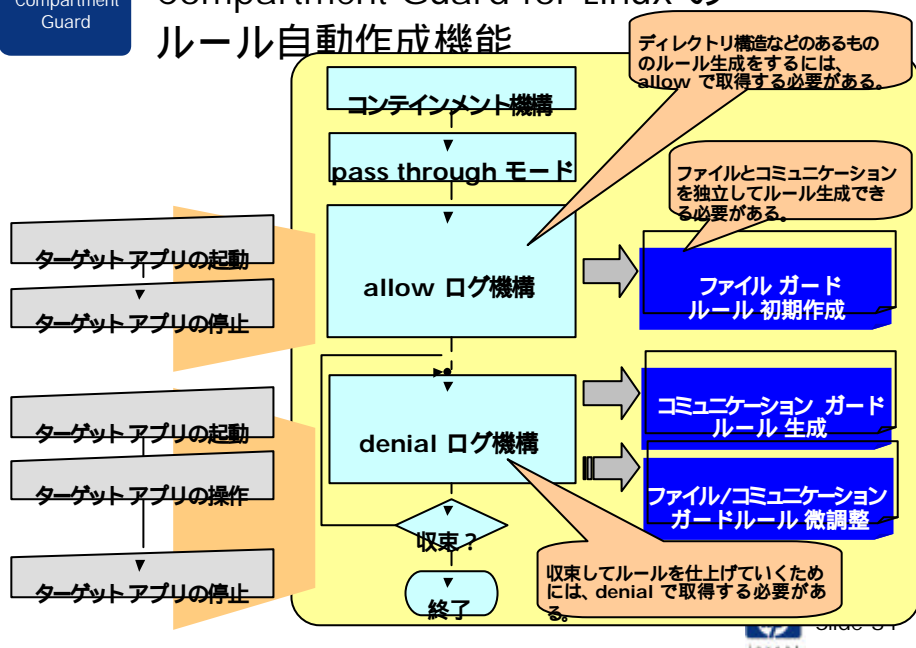 Compartment
Guard
Compartment Guard for Linux の
ルール自動作成機能
ディレクトリ構造などのあるもの
のルール生成をするには、
allow で取得する必要がある。
コンテインメント機構
pass through モード
ファイルとコミュニケーション
を独立してルール生成でき
る必要がある。
ターゲット アプリの起動
ターゲット アプリの停止
allow ログ機構
ファイル ガード
ルール 初期作成
ターゲット アプリの起動
ターゲット アプリの操作
ターゲット アプリの停止
denial ログ機構
コミュニケーション ガード
ルール 生成
ファイル/コミュニケーション
ガードルール 微調整
収束？
収束してルールを仕上げていくため
には、denial で取得する必要があ
る。
終了